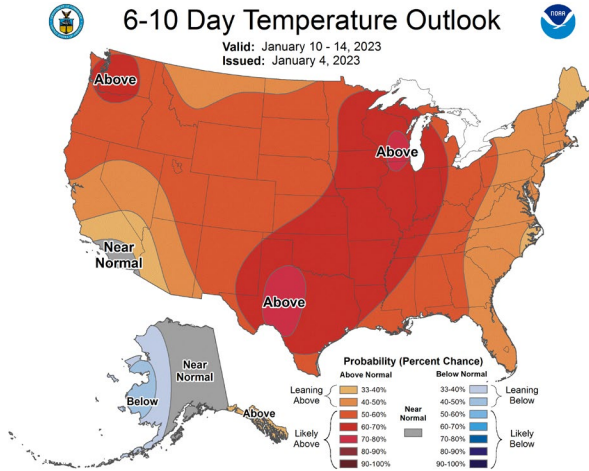 6-10 Day Temperature Outlook
NOAA
Valid: January 10 - 14, 2023
Issued: January 4, 2023
Above
Above
Near
Normal
Above
Near
Normal
Below
Above
Probability (Percent Chance)
Above Normal
Below Normal
Leaning
Above
33-40%
40-50%
50-60%
60-70%
70-80%
80-90%
90-100%
Likely
Above
Near
Normal
33-40%
40-50%
50-60%
60-70%
70-80%
80-90%
90-100%
Leaning
Below
Likely
Below